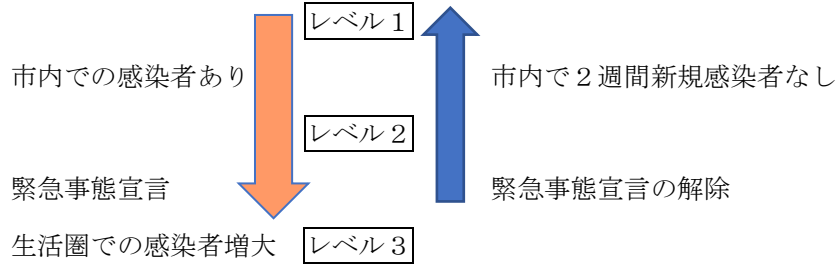 レベル１
市内での感染者あり
市内で２週間新規感染者なし
レベル２
緊急事態宣言
緊急事態宣言の解除
生活圏での感染者増大
レベル３